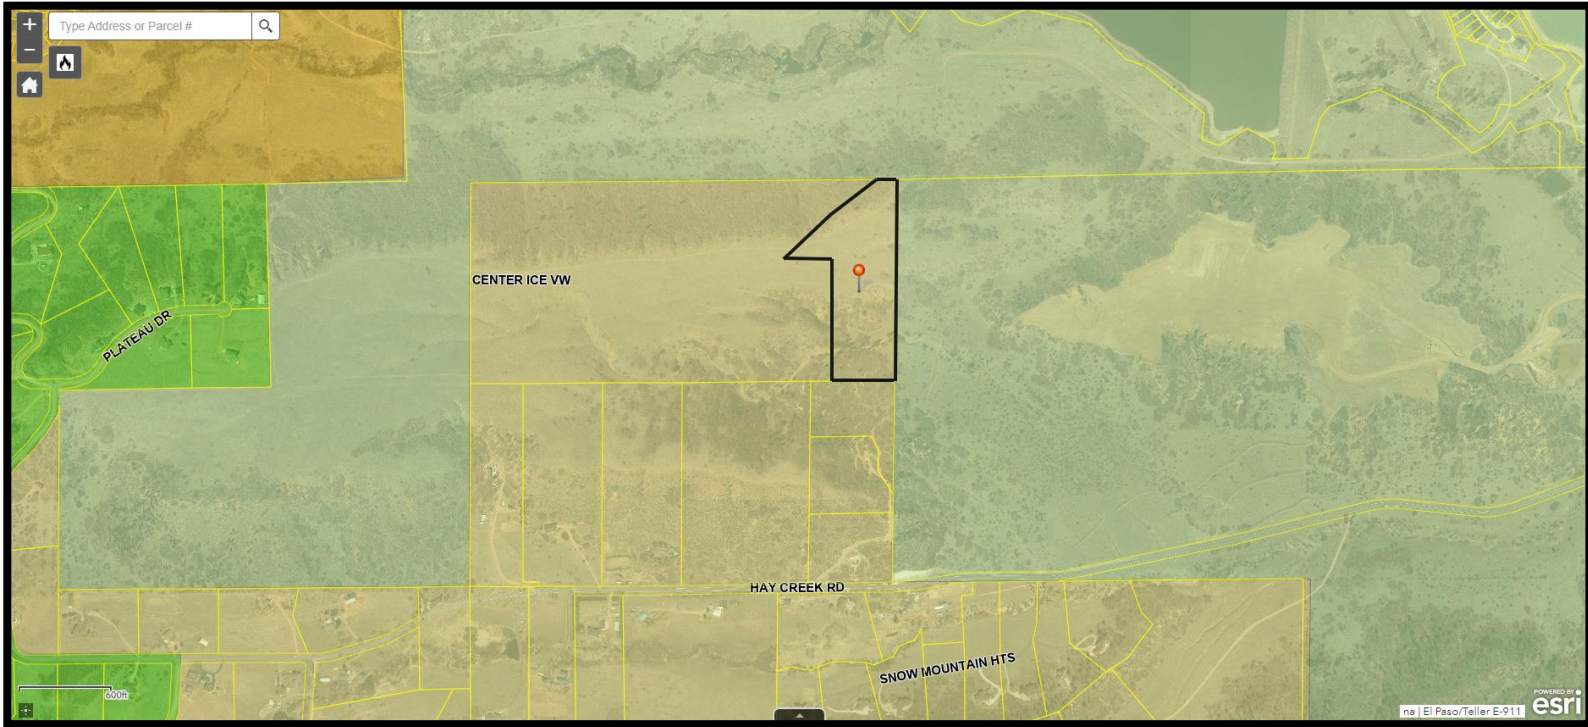 Type Address or Parcel #
CENTER ICE VW
PLATEAU DR
HAY CREEK RD
SNOW MOUNTAIN HTS
600ft
na | El Paso/Teller E-911
POWERED BY
esri